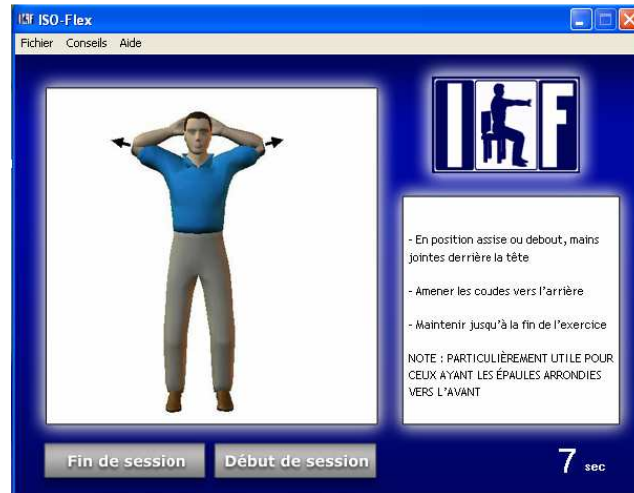 ISF ISO-Flex
Fichier Conseils Aide
ISF
- En position assise ou debout, mains
jointes derrière la tête
- Amener les coudes vers l'arrière
- Maintenir jusqu'à la fin de l'exercice
NOTE : PARTICULIÈREMENT UTILE POUR
CEUX AYANT LES ÉPAULES ARRONDIES
VERS L'AVANT
Fin de session Début de session
7 sec